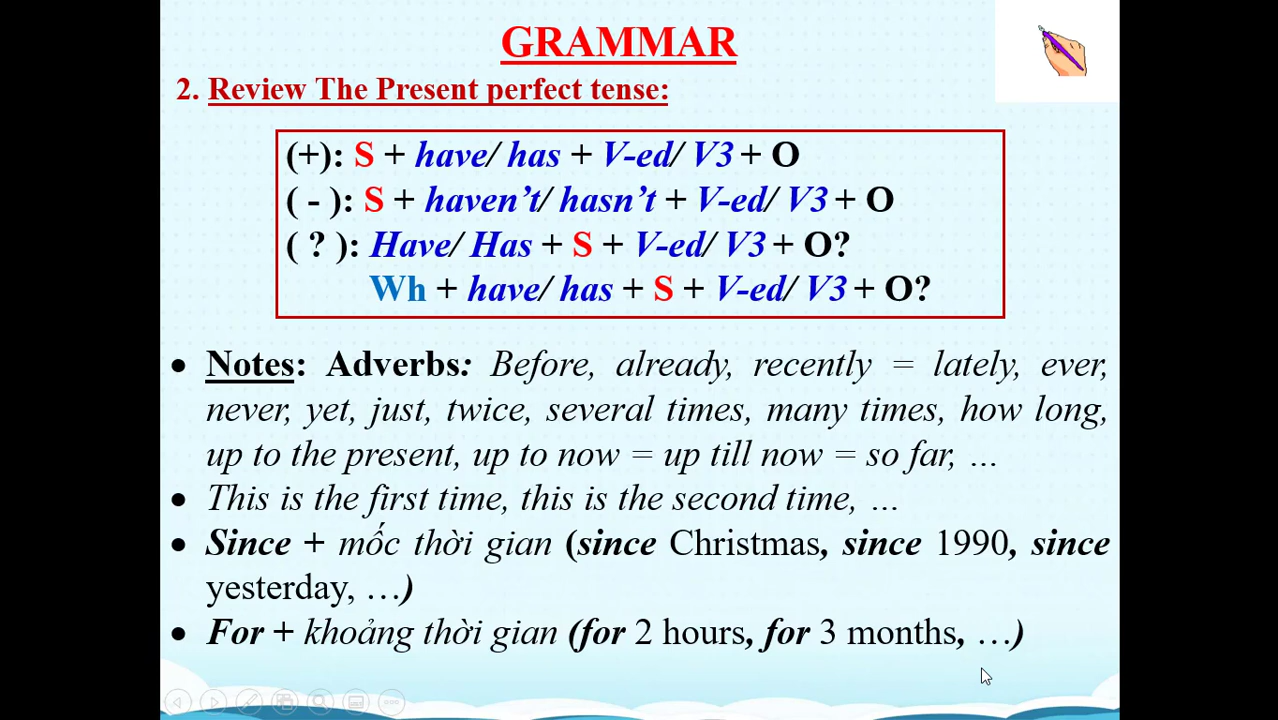 GRAMMAR
2. Review The Present perfect tense:
(+): S + have/ has + V-ed/ V3 + O
( - ): S + haven’t/ hasn’t + V-ed/ V3 + O
( ? ): Have/ Has + S + V-ed/ V3 + O?
Wh + have/ has + S + V-ed/ V3 + O?
• Notes: Adverbs: Before, already, recently = lately, ever,
never, yet, just, twice, several times, many times, how long,
up to the present, up to now = up till now = so far, …
• This is the first time, this is the second time, …
• Since + mốc thời gian (since Christmas, since 1990, since
yesterday, …)
• For + khoảng thời gian (for 2 hours, for 3 months, …)